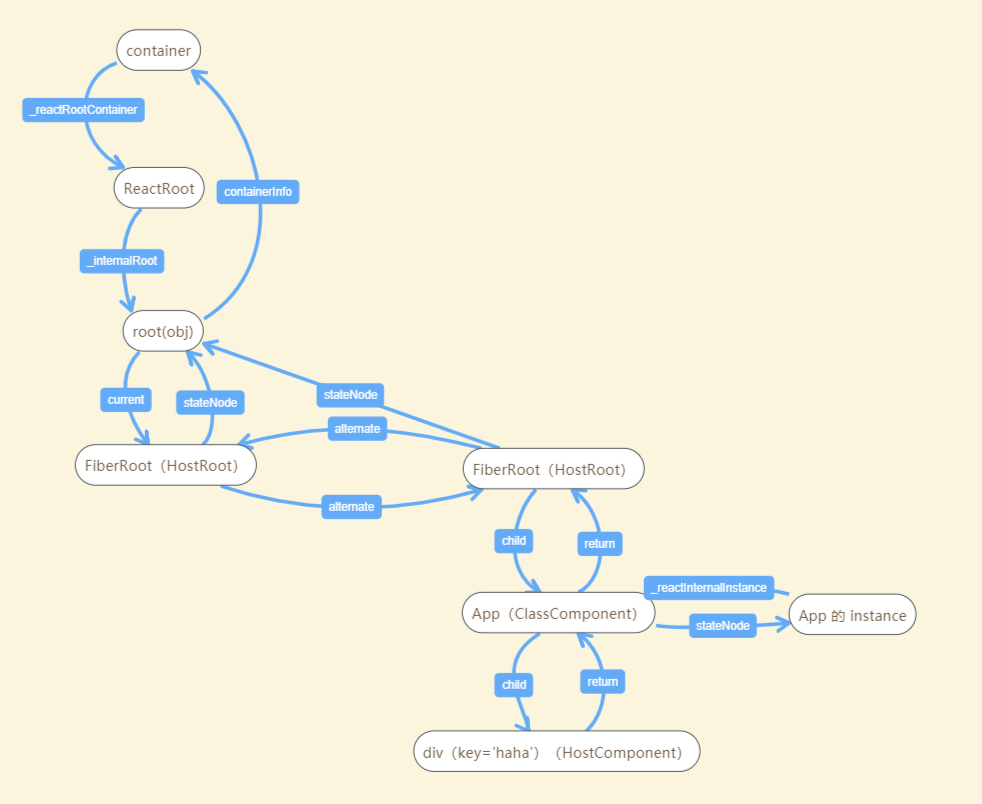 container
_reactRootContainer
ReactRoot
containerInfo
_internalRoot
root(obj)
current
stateNode
stateNode
alternate
FiberRoot（HostRoot）
FiberRoot（HostRoot）
alternate
child
return
_reactInternalInstance
App（ClassComponent）
App 的 instance
stateNode
child
return
div（key='haha'）（HostComponent）